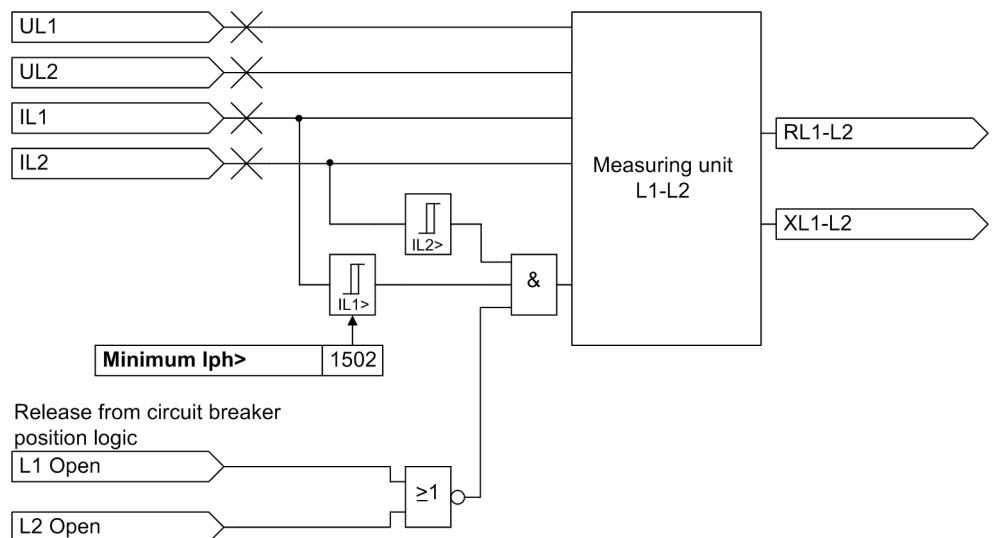 UL1
UL2
IL1
IL2
Measuring unit
L1-L2
RL1-L2
XL1-L2
IL2>
IL1>
&
Minimum Iph> 1502
Release from circuit breaker
position logic
L1 Open
L2 Open
≥1